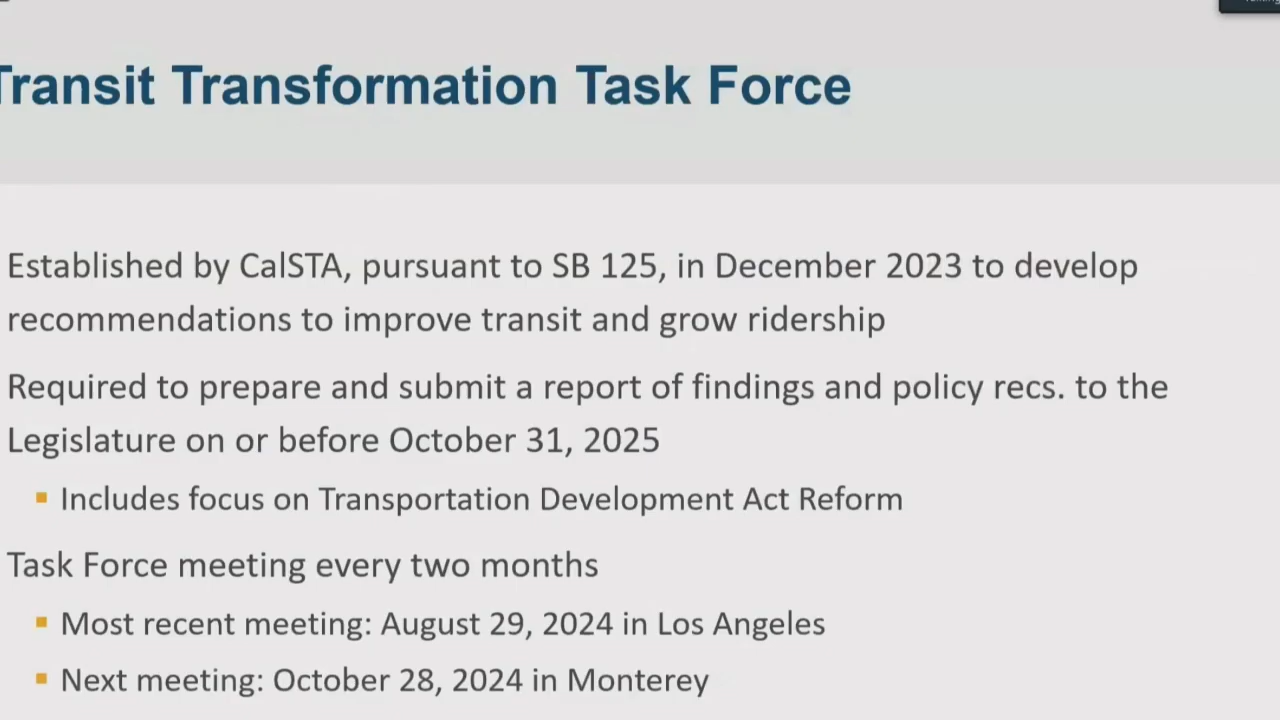 Transit Transformation Task Force
Established by CalSTA, pursuant to SB 125, in December 2023 to develop
recommendations to improve transit and grow ridership
Required to prepare and submit a report of findings and policy recs. to the
Legislature on or before October 31, 2025
▪ Includes focus on Transportation Development Act Reform
Task Force meeting every two months
▪ Most recent meeting: August 29, 2024 in Los Angeles
▪ Next meeting: October 28, 2024 in Monterey